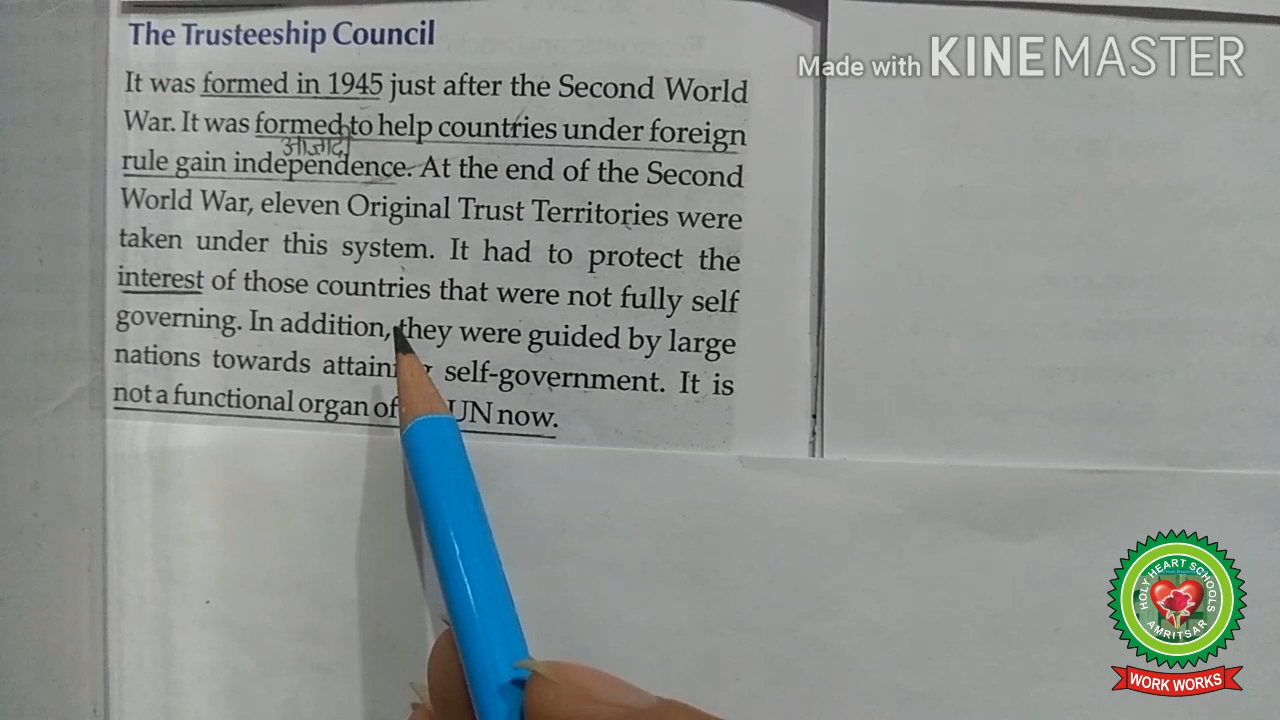 The Trusteeship Council
Made with KINEMASTER
It was formed in 1945 just after the Second World
War. It was formed to help countries under foreign
आज़ादी
rule gain independence. At the end of the Second
World War, eleven Original Trust Territories were
taken under this system. It had to protect the
interest of those countries that were not fully self
governing. In addition, they were guided by large
nations towards self-government. It is
not a functional organ of UN now.
HOLY HEART SCHOOLS
AMRITSAR
WORK WORKS